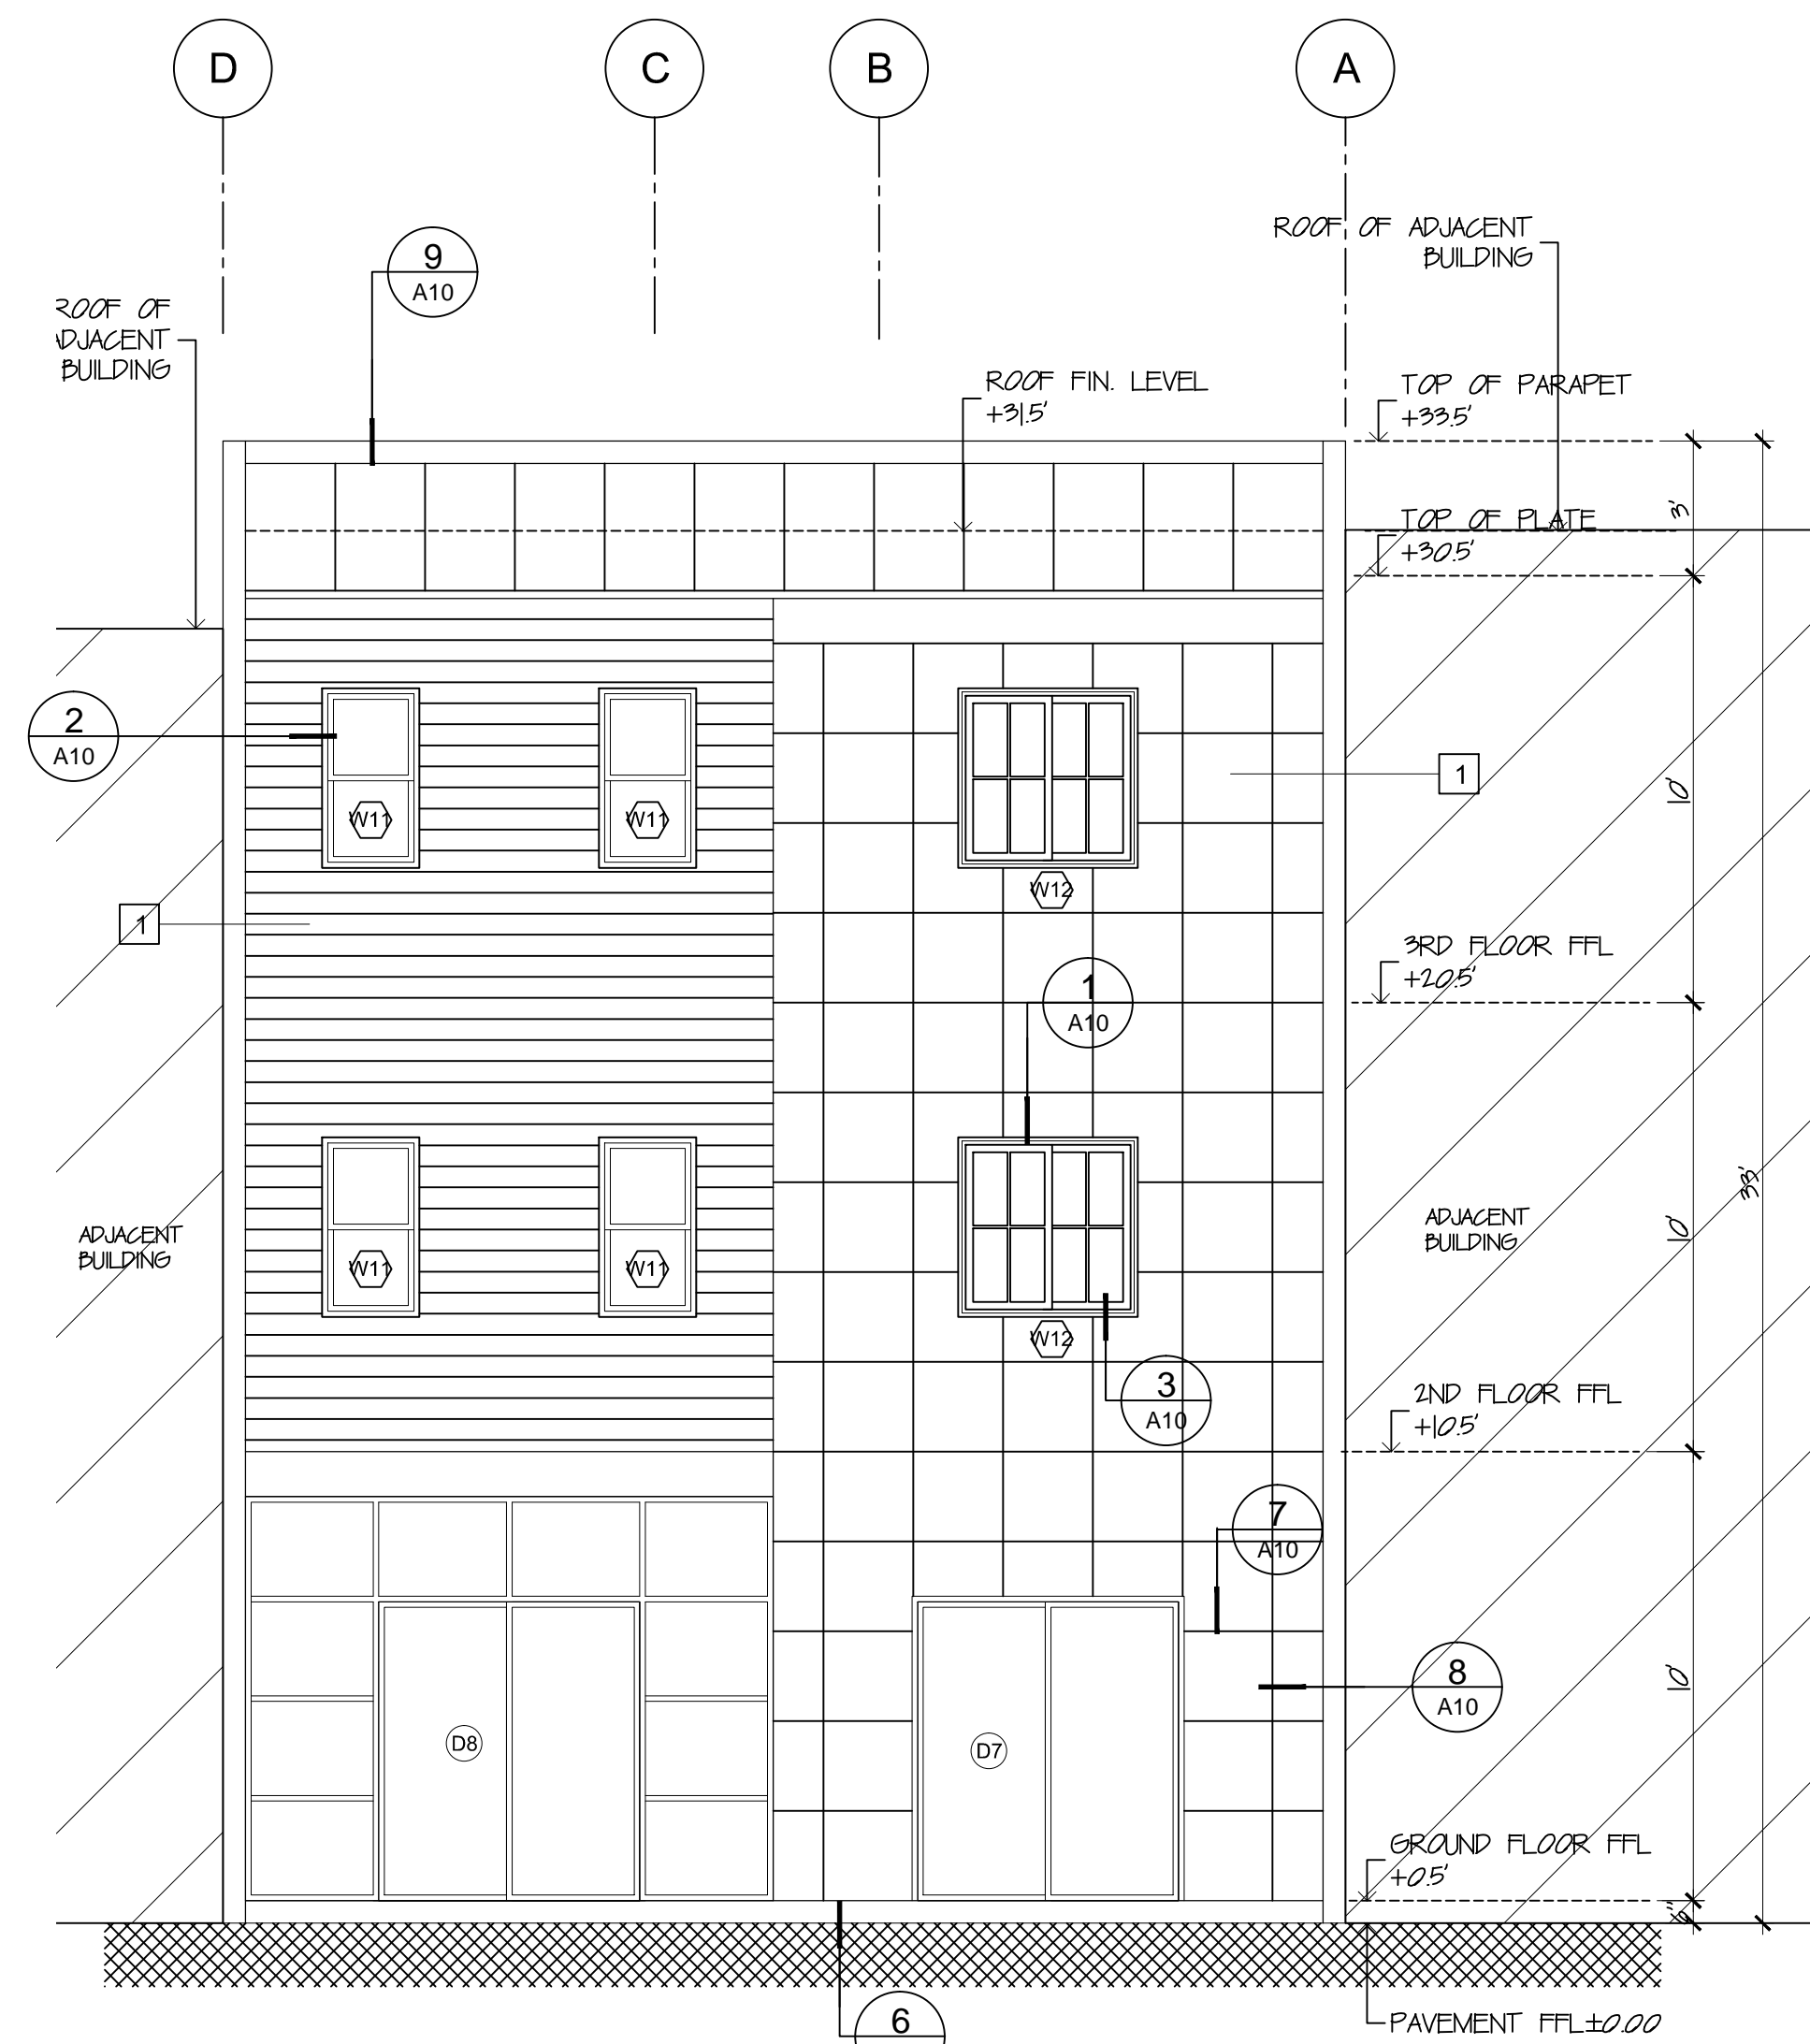 D
C
B
A
ROOF OF ADJACENT
BUILDING
9
A10
ROOF OF
ADJACENT
BUILDING
ROOF FIN. LEVEL
+31.5'
TOP OF PARAPET
+33.5'
3'
TOP OF PLATE
+30.5'
2
A10
1
10'
W11
W11
W12
1
3RD FLOOR FFL
+20.5'
1
A10
33'
ADJACENT
BUILDING
ADJACENT
BUILDING
10'
W11
W11
W12
3
A10
2ND FLOOR FFL
+10.5'
7
A10
8
A10
10'
D8
D7
GROUND FLOOR FFL
+0.5'
6"
6
PAVEMENT FFL±0.00